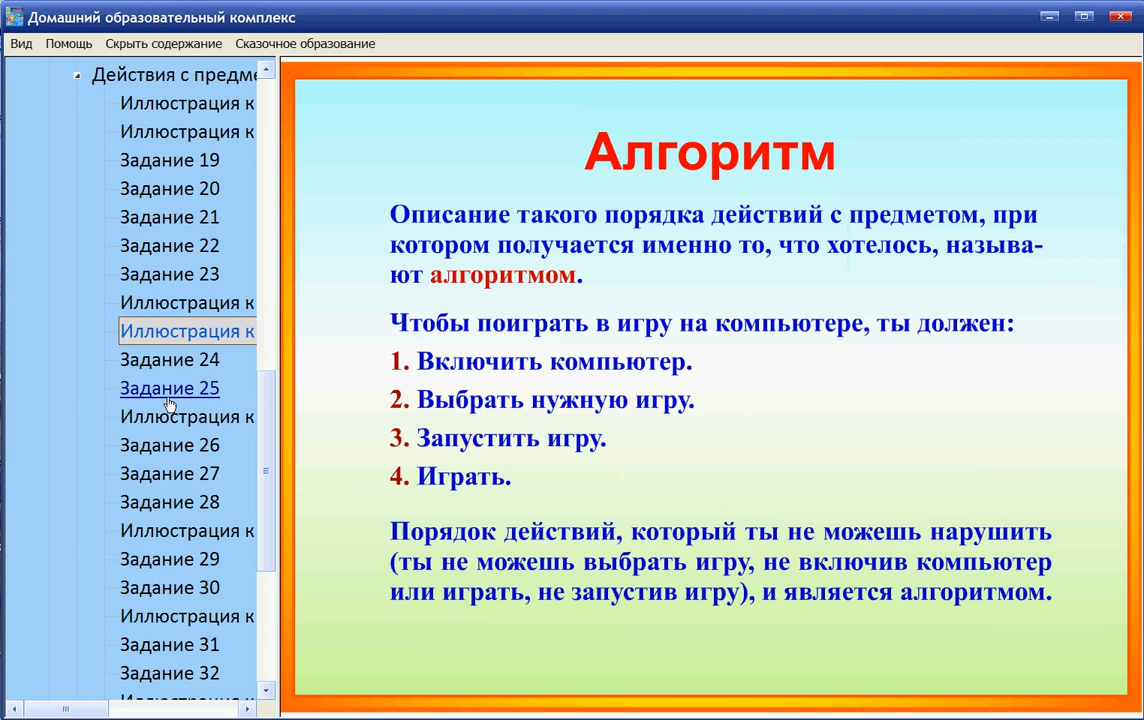 Домашний образовательный комплекс
Вид Помощь Скрыть содержание Сказочное образование
Действия с предме
Иллюстрация к
Иллюстрация к
Задание 19
Задание 20
Задание 21
Задание 22
Задание 23
Иллюстрация к
Иллюстрация к
Задание 24
Задание 25
Иллюстрация к
Задание 26
Задание 27
Задание 28
Иллюстрация к
Задание 29
Задание 30
Иллюстрация к
Задание 31
Задание 32
Алгоритм
Описание такого порядка действий с предметом, при
котором получается именно то, что хотелось, называ-
ют алгоритмом.
Чтобы поиграть в игру на компьютере, ты должен:
1. Включить компьютер.
2. Выбрать нужную игру.
3. Запустить игру.
4. Играть.
Порядок действий, который ты не можешь нарушить
(ты не можешь выбрать игру, не включив компьютер
или играть, не запустив игру), и является алгоритмом.